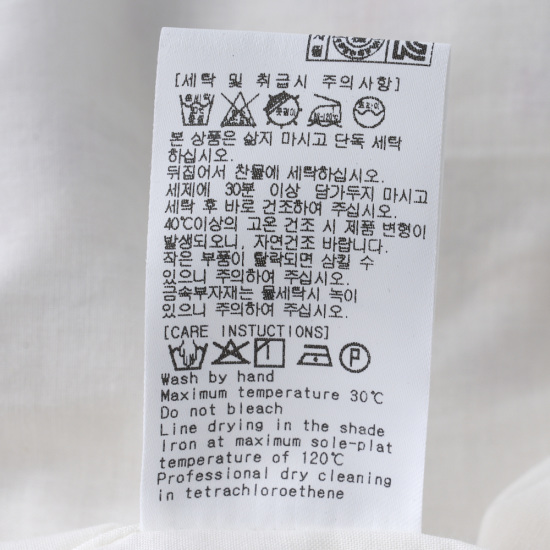 [세탁 및 취급시 주의사항]
본 상품은 삶지 마시고 단독 세탁
하십시오.
뒤집어서 찬물에 세탁하십시오.
세제에 30분 이상 담가두지 마시고
세탁 후 바로 건조하여 주십시오.
40℃이상의 고온 건조 시 제품 변형이
발생되오니, 자연건조 바랍니다.
작은 부품이 탈락되면 삼킬 수
있으니 주의하여 주십시오.
금속부자재는 물세탁시 녹이
있으니 주의하여 주십시오.
[CARE INSTUCTIONS]
P
Wash by hand
Maximum temperature 30℃
Do not bleach
Line drying in the shade
Iron at maximum sole-plat
temperature of 120℃
Professional dry cleaning
in tetrachloroethene